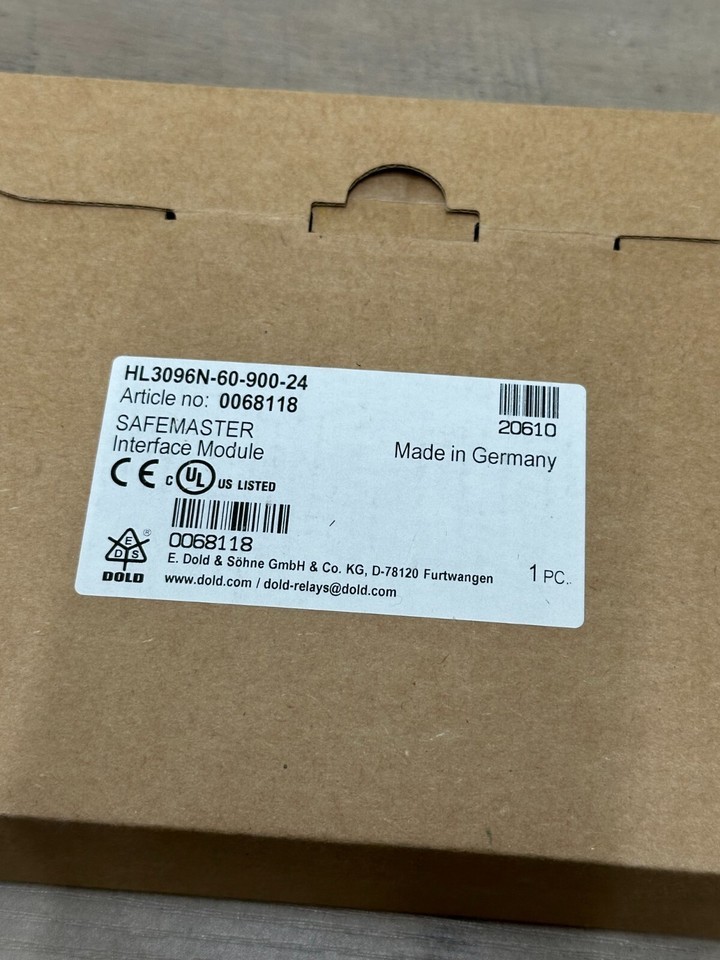 HL3096N-60-900-24
Article no: 0068118
20610
SAFEMASTER
Interface Module
Made in Germany
CE C UL US LISTED
0068118
E. Dold & Söhne GmbH & Co. KG, D-78120 Furtwangen
1 PC.
www.dold.com / dold-relays@dold.com
E
D S ®
DOLD